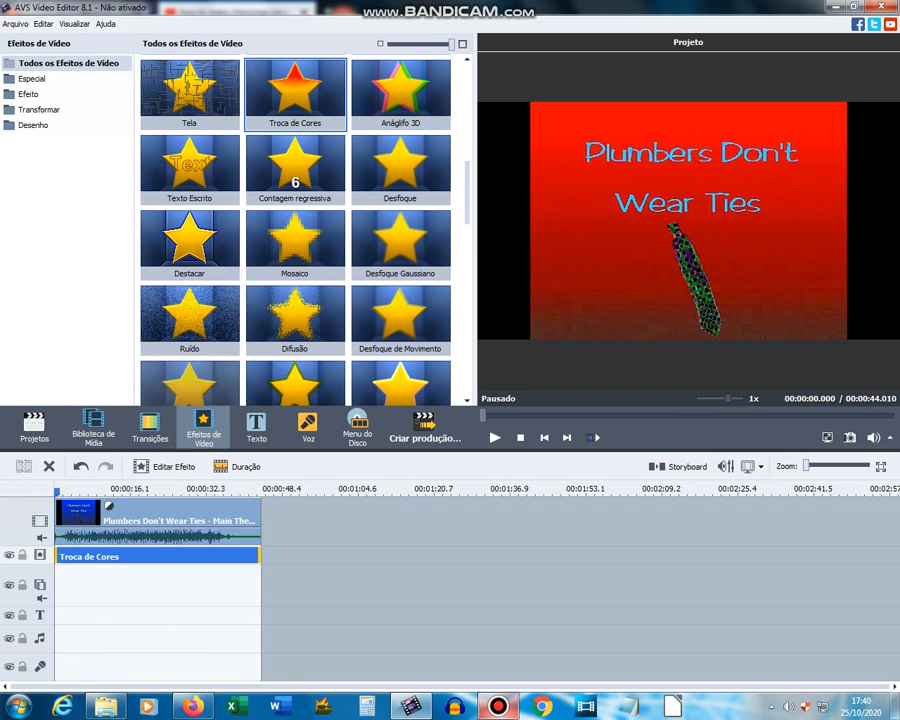 AVS Video Editor 8.1 - Não ativado
WWW.BANDICAM.COM
Arquivo Editar Visualizar Ajuda
Efeitos de Vídeo
Todos os Efeitos de Vídeo
Projeto
Todos os Efeitos de Vídeo
Especial
Efeito
Transformar
Desenho
Tela
Troca de Cores
Anáglifo 3D
Text
Texto Escrito
6
Contagem regressiva
Desfoque
Destacar
Mosaico
Desfoque Gaussiano
Ruído
Difusão
Desfoque de Movimento
Plumbers Don't
Wear Ties
Pausado
1x
00:00:00.000 / 00:00:44.010
Projetos
Biblioteca de Mídia
Transições
Efeitos de Vídeo
Texto
Voz
Menu do Disco
Criar produção...
Editar Efeito
Duração
Storyboard
Zoom:
00:00:16.1 00:00:32.3 00:00:48.4 00:01:04.6 00:01:20.7 00:01:36.9 00:01:53.1 00:02:09.2 00:02:25.4 00:02:41.5 00:02:57
Plumbers Don't Wear Ties - Main The...
Troca de Cores
T
17:40
25/10/2020